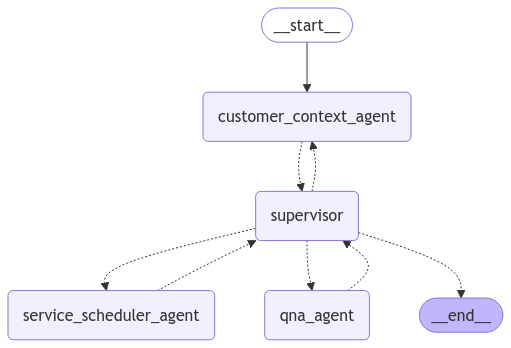 __start__
customer_context_agent
supervisor
service_scheduler_agent
qna_agent
__end__